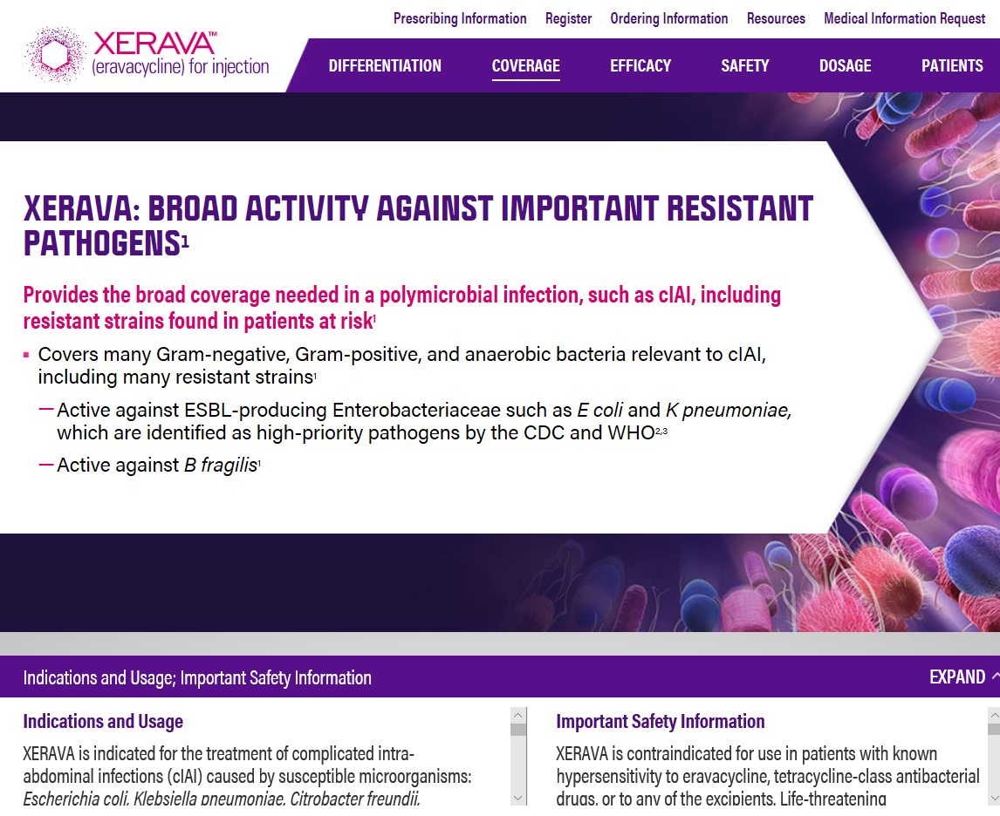 Prescribing Information Register Ordering Information Resources Medical Information Request
XERAVA™
(eravacycline) for injection
DIFFERENTIATION COVERAGE EFFICACY SAFETY DOSAGE PATIENTS
XERAVA: BROAD ACTIVITY AGAINST IMPORTANT RESISTANT
PATHOGENS¹
Provides the broad coverage needed in a polymicrobial infection, such as cIAI, including
resistant strains found in patients at risk¹
▪ Covers many Gram-negative, Gram-positive, and anaerobic bacteria relevant to cIAI,
including many resistant strains¹
— Active against ESBL-producing Enterobacteriaceae such as E coli and K pneumoniae,
which are identified as high-priority pathogens by the CDC and WHO²,³
— Active against B fragilis¹
Indications and Usage; Important Safety Information EXPAND
Indications and Usage
XERAVA is indicated for the treatment of complicated intra-
abdominal infections (cIAI) caused by susceptible microorganisms:
Escherichia coli, Klebsiella pneumoniae, Citrobacter freundii,
Important Safety Information
XERAVA is contraindicated for use in patients with known
hypersensitivity to eravacycline, tetracycline-class antibacterial
drugs, or to any of the excipients. Life-threatening